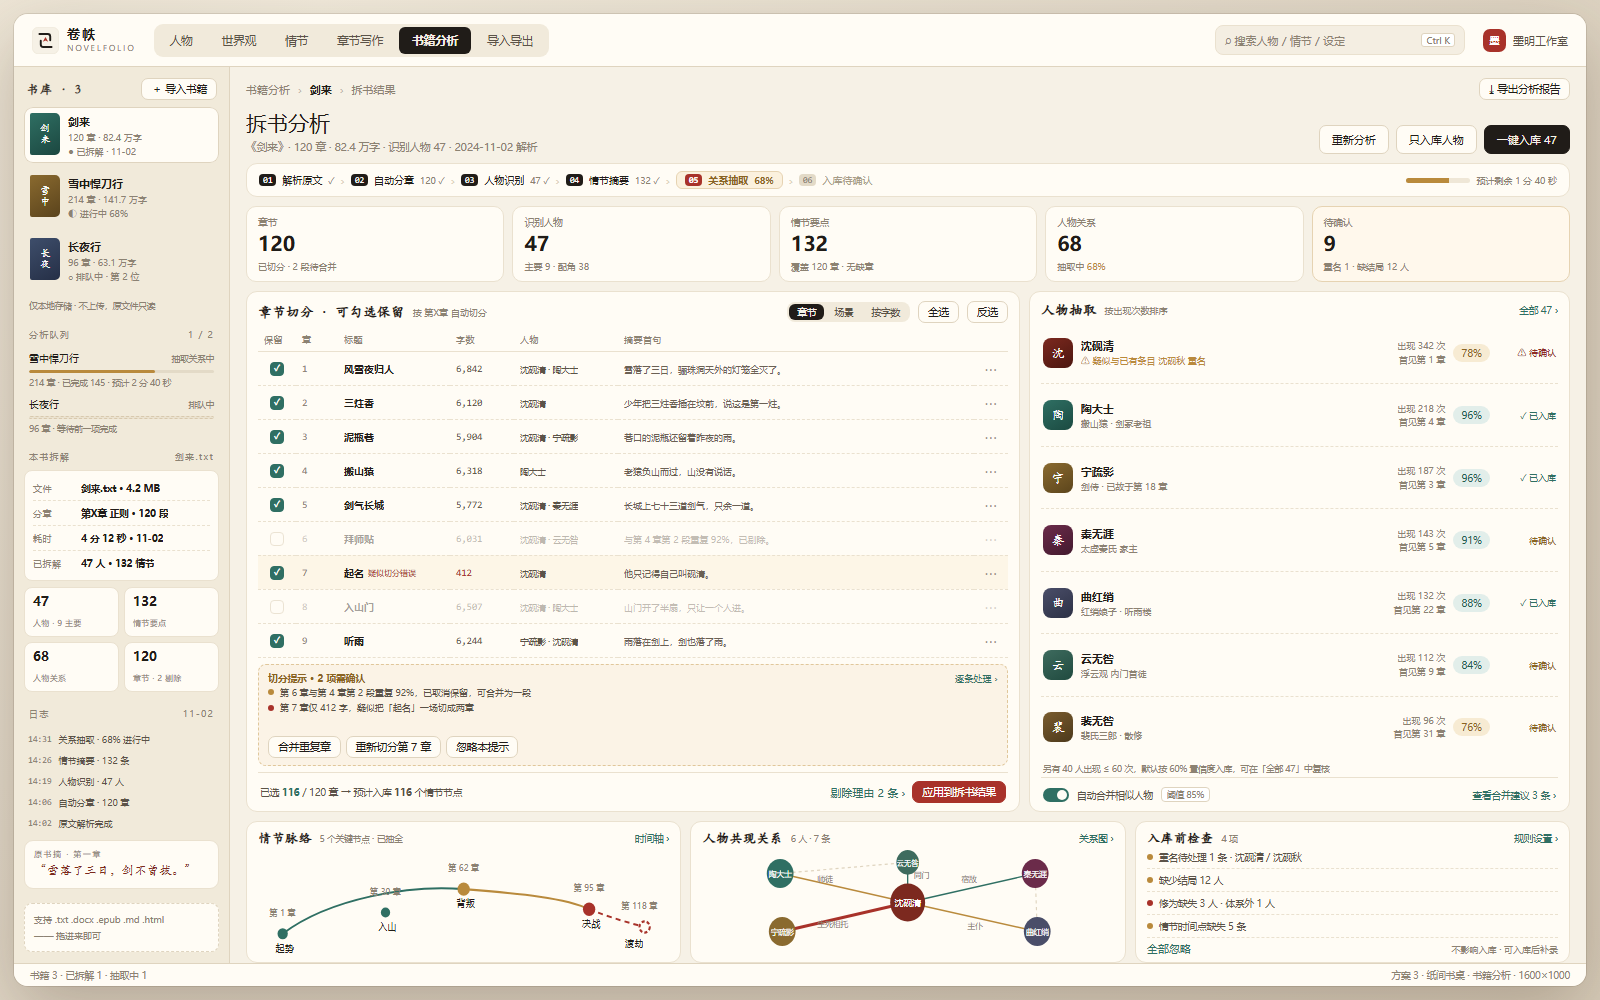 卷帙
NOVELFOLIO
人物 世界观 情节 章节写作 书籍分析 导入导出
搜索人物 / 情节 / 设定 Ctrl K
墨 墨明工作室
书库 · 3 + 导入书籍
剑来
剑来
120 章 · 82.4 万字
已拆解 · 11-02
雪中
雪中悍刀行
214 章 · 141.7 万字
进行中 68%
长夜
长夜行
96 章 · 63.1 万字
排队中 · 第 2 位
仅本地存储 · 不上传，原文件只读
分析队列 1 / 2
雪中悍刀行 抽取关系中
214 章 · 已完成 145 · 预计 2 分 40 秒
长夜行 排队中
96 章 · 等待前一项完成
本书拆解 剑来.txt
文件 剑来.txt • 4.2 MB
分章 第X章 正则 • 120 段
耗时 4 分 12 秒 • 11-02
已拆解 47 人 • 132 情节
47
人物 · 9 主要
132
情节要点
68
人物关系
120
章节 · 2 剔除
日志 11-02
14:31 关系抽取 · 68% 进行中
14:26 情节摘要 · 132 条
14:19 人物识别 · 47 人
14:06 自动分章 · 120 章
14:02 原文解析完成
原书摘 · 第一章
“雪落了三日，剑不曾拔。”
支持 .txt .docx .epub .md .html
—— 拖进来即可
书籍分析 › 剑来 › 拆书结果
导出分析报告
拆书分析
《剑来》 · 120 章 · 82.4 万字 · 识别人物 47 · 2024-11-02 解析
重新分析 只入库人物 一键入库 47
01 解析原文 ✓ › 02 自动分章 120 ✓ › 03 人物识别 47 ✓ › 04 情节摘要 132 ✓ › 05 关系抽取 68% › 06 入库待确认
预计剩余 1 分 40 秒
章节
120
已切分 · 2 段待合并
识别人物
47
主要 9 · 配角 38
情节要点
132
覆盖 120 章 · 无缺章
人物关系
68
抽取中 68%
待确认
9
重名 1 · 缺结局 12 人
章节切分 · 可勾选保留 按 第X章 自动切分
章节 场景 按字数 全选 反选
保留 章 标题 字数 人物 摘要首句
1 风雪夜归人 6,842 沈砚清 · 陶大士 雪落了三日，骊珠洞天外的灯笼全灭了。 ···
2 三炷香 6,120 沈砚清 少年把三炷香插在坟前，说这是第一炷。 ···
3 泥瓶巷 5,904 沈砚清 · 宁疏影 巷口的泥瓶还留着昨夜的雨。 ···
4 搬山猿 6,318 陶大士 老猿负山而过，山没有说话。 ···
5 剑气长城 5,772 沈砚清 · 秦无涯 长城上七十三道剑气，只余一道。 ···
6 拜师贴 6,031 沈砚清 · 云无咎 与第 4 章第 2 段重复 92%，已剔除。 ···
7 起名 疑似切分错误 412 沈砚清 他只记得自己叫砚清。 ···
8 入山门 6,507 沈砚清 · 陶大士 山门开了半扇，只让一个人进。 ···
9 听雨 6,244 宁疏影 · 沈砚清 雨落在剑上，剑也落了雨。 ···
切分提示 • 2 项需确认 逐条处理 ›
第 6 章与第 4 章第 2 段重复 92%，已取消保留，可合并为一段
第 7 章仅 412 字，疑似把「起名」一场切成两章
合并重复章 重新切分第 7 章 忽略本提示
已选 116 / 120 章 → 预计入库 116 个情节节点 剔除理由 2 条 › 应用到拆书结果
人物抽取 按出现次数排序 全部 47 ›
沈 沈砚清 出现 342 次 78% ⚠ 待确认
⚠ 疑似与已有条目 沈砚秋 重名 首见第 1 章
陶 陶大士 出现 218 次 96% ✓ 已入库
搬山猿 · 剑家老祖 首见第 4 章
宁 宁疏影 出现 187 次 96% ✓ 已入库
剑侍 · 已故于第 18 章 首见第 3 章
秦 秦无涯 出现 143 次 91% 待确认
太虚秦氏 家主 首见第 5 章
曲 曲红绡 出现 132 次 88% ✓ 已入库
红绡娘子 · 听雨楼 首见第 22 章
云 云无咎 出现 112 次 84% 待确认
浮云观 内门首徒 首见第 9 章
裴 裴无咎 出现 96 次 76% 待确认
裴氏三郎 · 散修 首见第 31 章
另有 40 人出现 ≤ 60 次，默认按 60% 置信度入库，可在「全部 47」中复核
自动合并相似人物 阈值 85% 查看合并建议 3 条 ›
情节脉络 5 个关键节点 · 已抽全 时间轴 ›
第 1 章
起势
第 30 章
入山
第 62 章
背叛
第 95 章
决战
第 118 章
渡劫
人物共现关系 6 人 · 7 条 关系图 ›
陶大士
云无咎
秦无涯
沈砚清
宁疏影
曲红绡
师徒
同门
宿敌
生死相托
主仆
入库前检查 4 项 规则设置 ›
重名待处理 1 条 · 沈砚清 / 沈砚秋
缺少结局 12 人
修为缺失 3 人 · 体系外 1 人
情节时间点缺失 5 条
全部忽略 不影响入库 · 可入库后补录
书籍 3 · 已拆解 1 · 抽取中 1
方案 3 · 纸间书桌 · 书籍分析 · 1600×1000